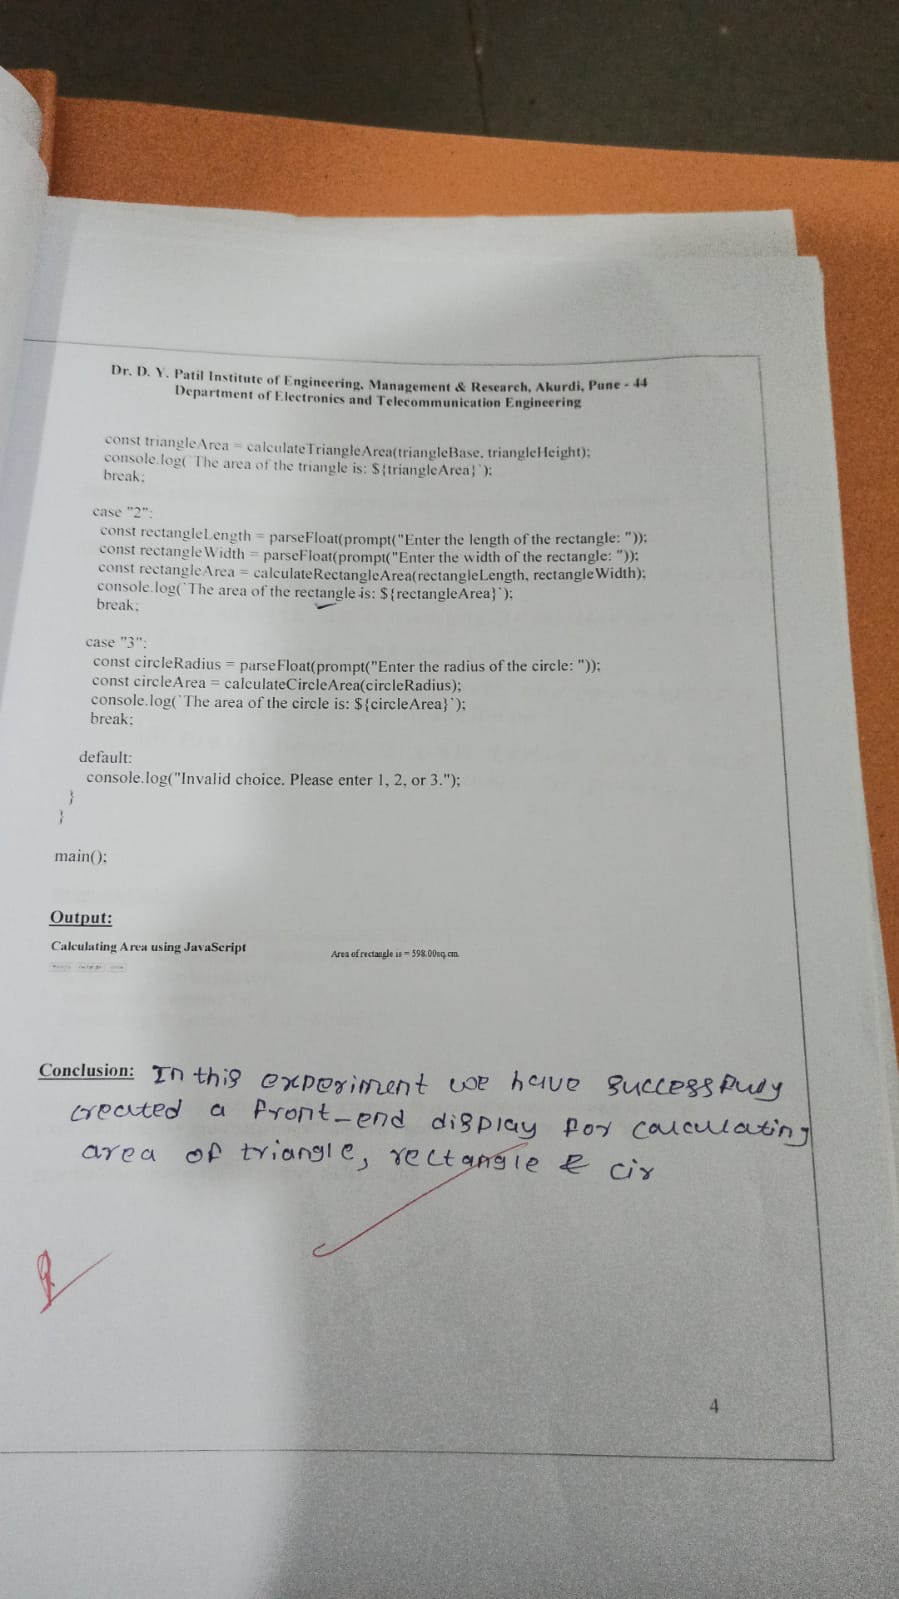 Dr. D. Y. Patil Institute of Engineering, Management & Research, Akurdi, Pune - 44
Department of Electronics and Telecommunication Engineering
const triangleArea = calculateTriangleArea(triangleBase, triangleHeight);
console.log(`The area of the triangle is: ${triangleArea}`);
break;
case "2":
const rectangleLength = parseFloat(prompt("Enter the length of the rectangle: "));
const rectangleWidth = parseFloat(prompt("Enter the width of the rectangle: "));
const rectangleArea = calculateRectangleArea(rectangleLength, rectangleWidth);
console.log(`The area of the rectangle is: ${rectangleArea}`);
break;
case "3":
const circleRadius = parseFloat(prompt("Enter the radius of the circle: "));
const circleArea = calculateCircleArea(circleRadius);
console.log(`The area of the circle is: ${circleArea}`);
break;
default:
console.log("Invalid choice. Please enter 1, 2, or 3.");
}
}
main();
Output:
Calculating Area using JavaScript
Area of rectangle is = 598.00sq.cm.
Conclusion: In this experiment we have successfully
created a front-end display for calculating
area of triangle, rectangle & cir
4